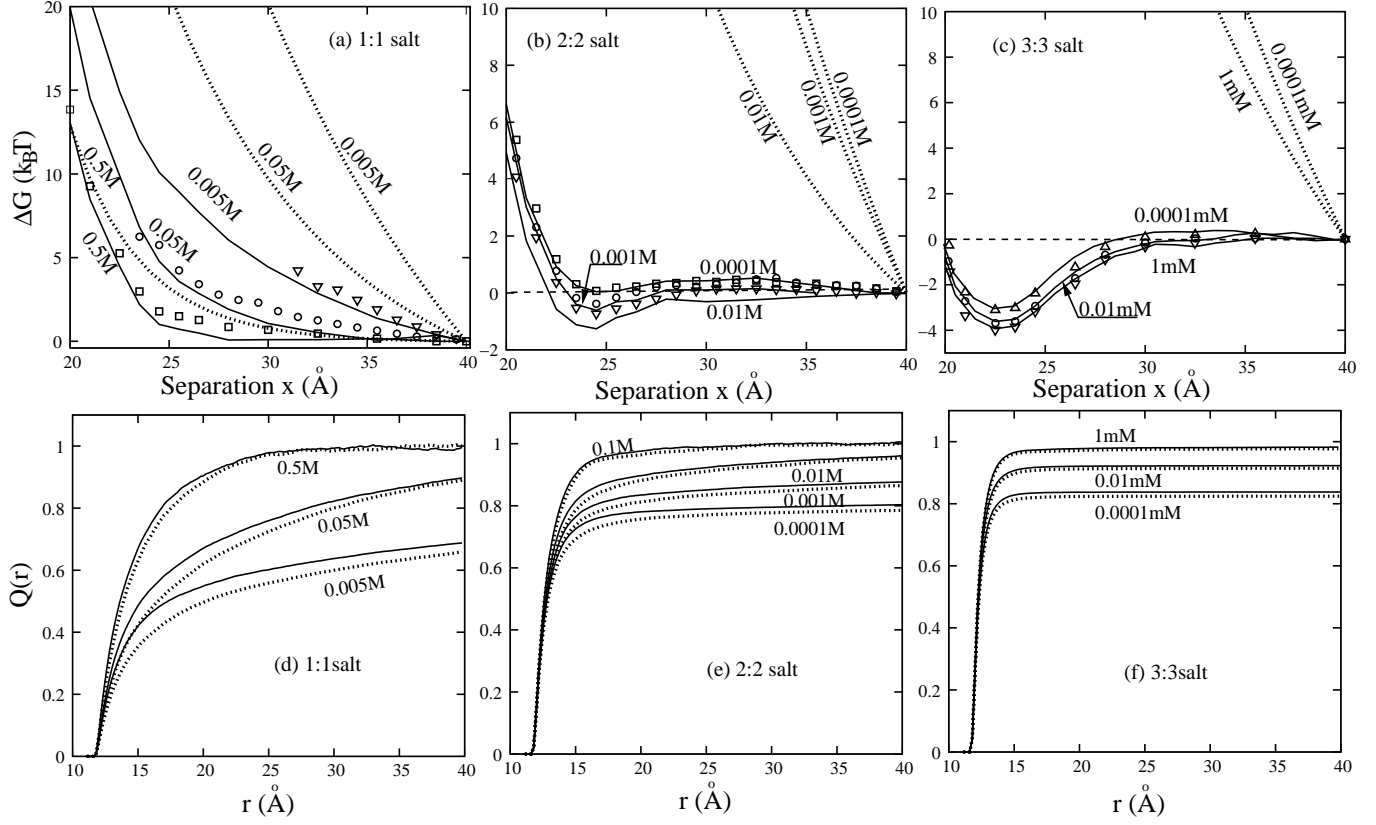 20
15
10
5
0
ΔG (kBT)
20
25
30
35
40
Separation x (Å)
(a) 1:1 salt
0.5M
0.5M
0.05M
0.005M
0.05M
0.005M
10
8
6
4
2
0
−2
20
25
30
35
40
Separation x (Å)
(b) 2:2 salt
0.01M
0.001M
0.0001M
0.001M
0.0001M
0.01M
10
8
6
4
2
0
−2
−4
20
25
30
35
40
Separation x (Å)
(c) 3:3 salt
1mM
0.0001mM
0.0001mM
1mM
0.01mM
1
0.8
0.6
0.4
0.2
0
Q(r)
10
15
20
25
30
35
40
r (Å)
0.5M
0.05M
0.005M
(d) 1:1salt
1
0.8
0.6
0.4
0.2
0
10
15
20
25
30
35
40
r (Å)
0.1M
0.01M
0.001M
0.0001M
(e) 2:2 salt
1
0.8
0.6
0.4
0.2
0
10
15
20
25
30
35
40
r (Å)
1mM
0.01mM
0.0001mM
(f) 3:3salt